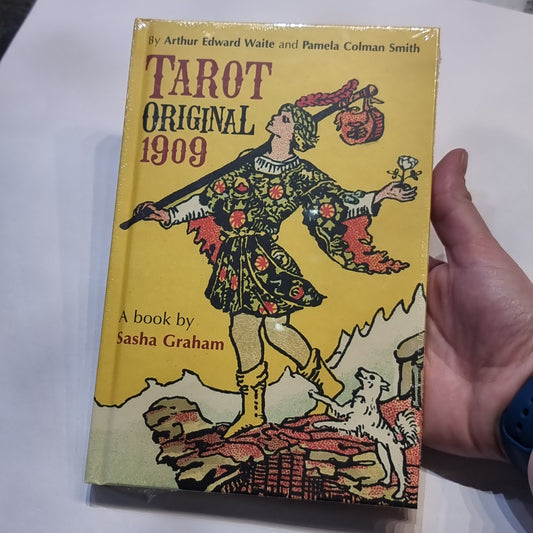 By Arthur Edward Waite and Pamela Colman Smith
TAROT
ORIGINAL
1909
A book by
Sasha Graham